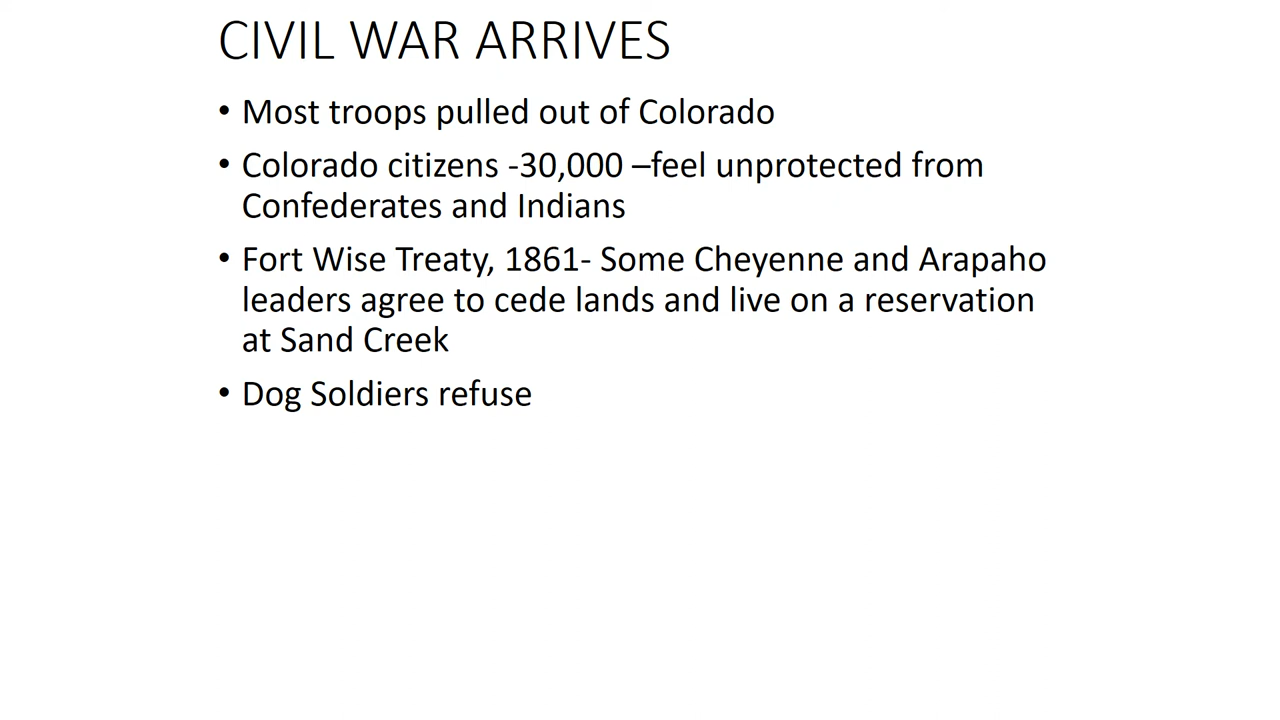 CIVIL WAR ARRIVES
• Most troops pulled out of Colorado
• Colorado citizens -30,000 –feel unprotected from
Confederates and Indians
• Fort Wise Treaty, 1861- Some Cheyenne and Arapaho
leaders agree to cede lands and live on a reservation
at Sand Creek
• Dog Soldiers refuse